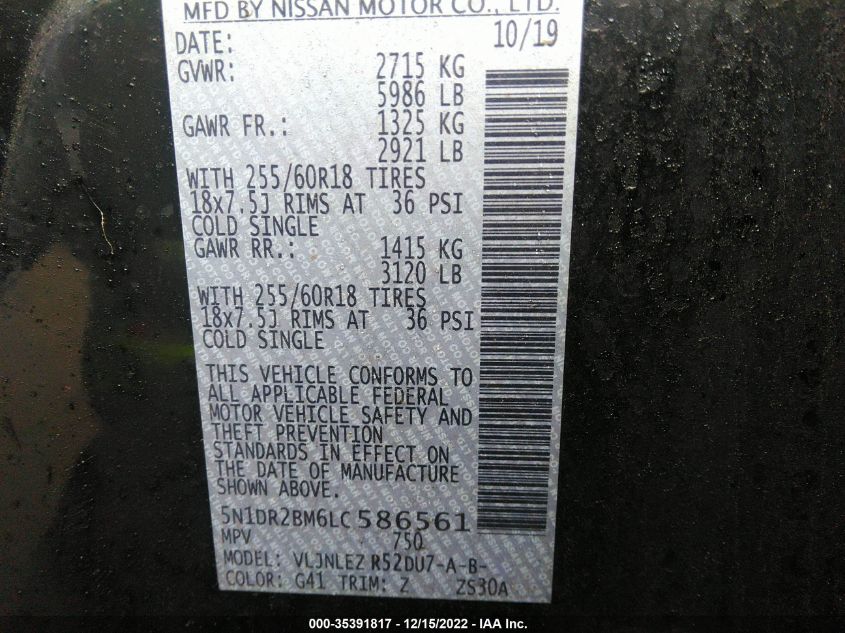 MFD BY NISSAN MOTOR CO., LTD.
DATE: 10/19
GVWR: 2715 KG
5986 LB
GAWR FR.: 1325 KG
2921 LB
WITH 255/60R18 TIRES
18x7.5J RIMS AT 36 PSI
COLD SINGLE
GAWR RR.: 1415 KG
3120 LB
WITH 255/60R18 TIRES
18x7.5J RIMS AT 36 PSI
COLD SINGLE
THIS VEHICLE CONFORMS TO
ALL APPLICABLE FEDERAL
MOTOR VEHICLE SAFETY AND
THEFT PREVENTION
STANDARDS IN EFFECT ON
THE DATE OF MANUFACTURE
SHOWN ABOVE.
5N1DR2BM6LC586561
MPV 750
MODEL: VLJNLEZ R52DU7-A-B-
COLOR: G41 TRIM: Z ZS30A
000-35391817 - 12/15/2022 - IAA Inc.